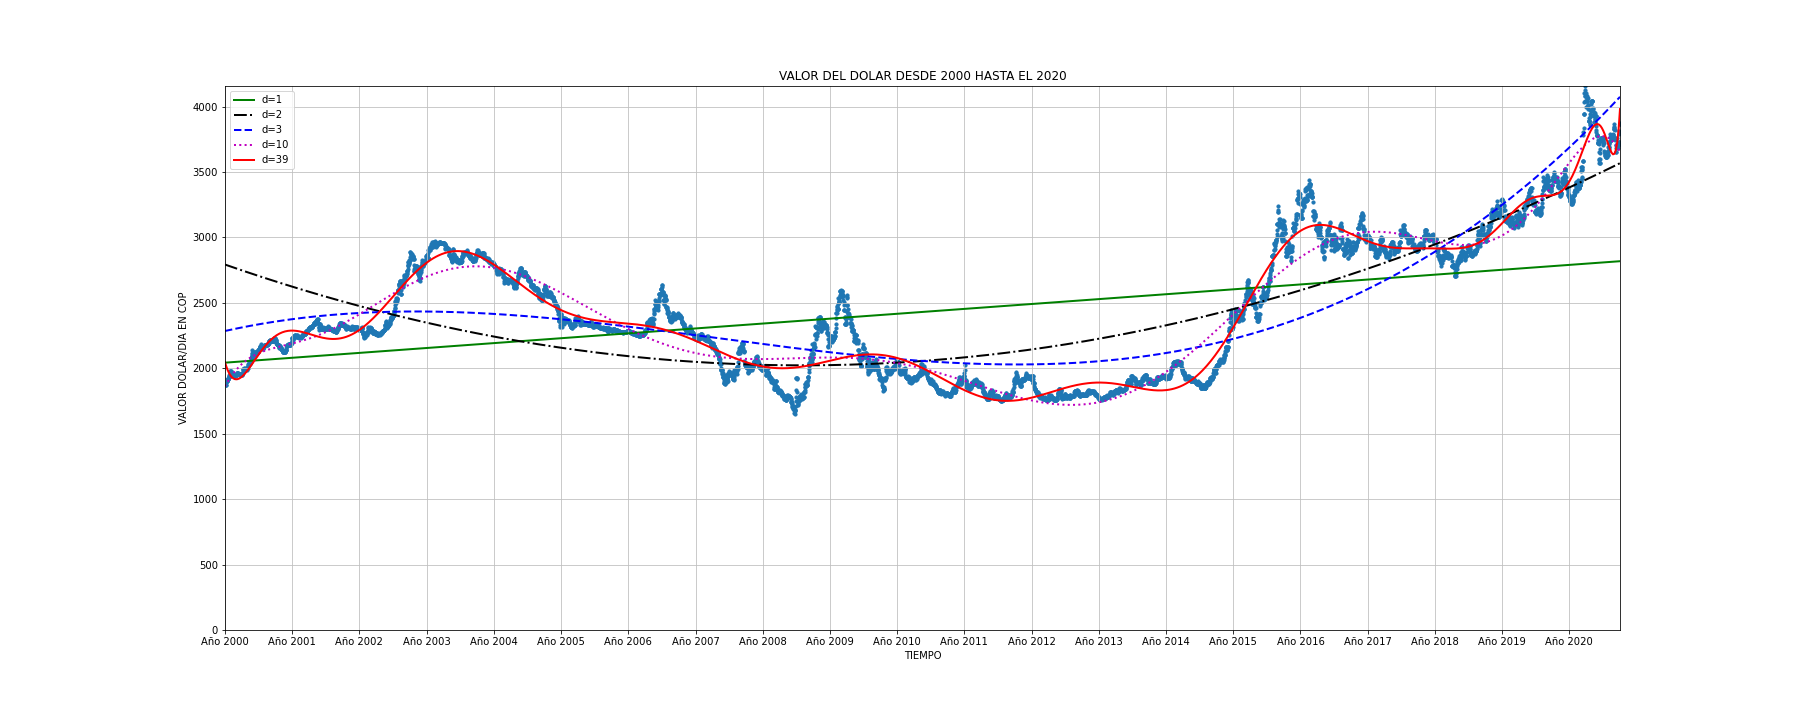 VALOR DEL DOLAR DESDE 2000 HASTA EL 2020
d=1
d=2
d=3
d=10
d=39
VALOR DOLAR/DIA EN COP
4000
3500
3000
2500
2000
1500
1000
500
0
Año 2000 Año 2001 Año 2002 Año 2003 Año 2004 Año 2005 Año 2006 Año 2007 Año 2008 Año 2009 Año 2010 Año 2011 Año 2012 Año 2013 Año 2014 Año 2015 Año 2016 Año 2017 Año 2018 Año 2019 Año 2020
TIEMPO